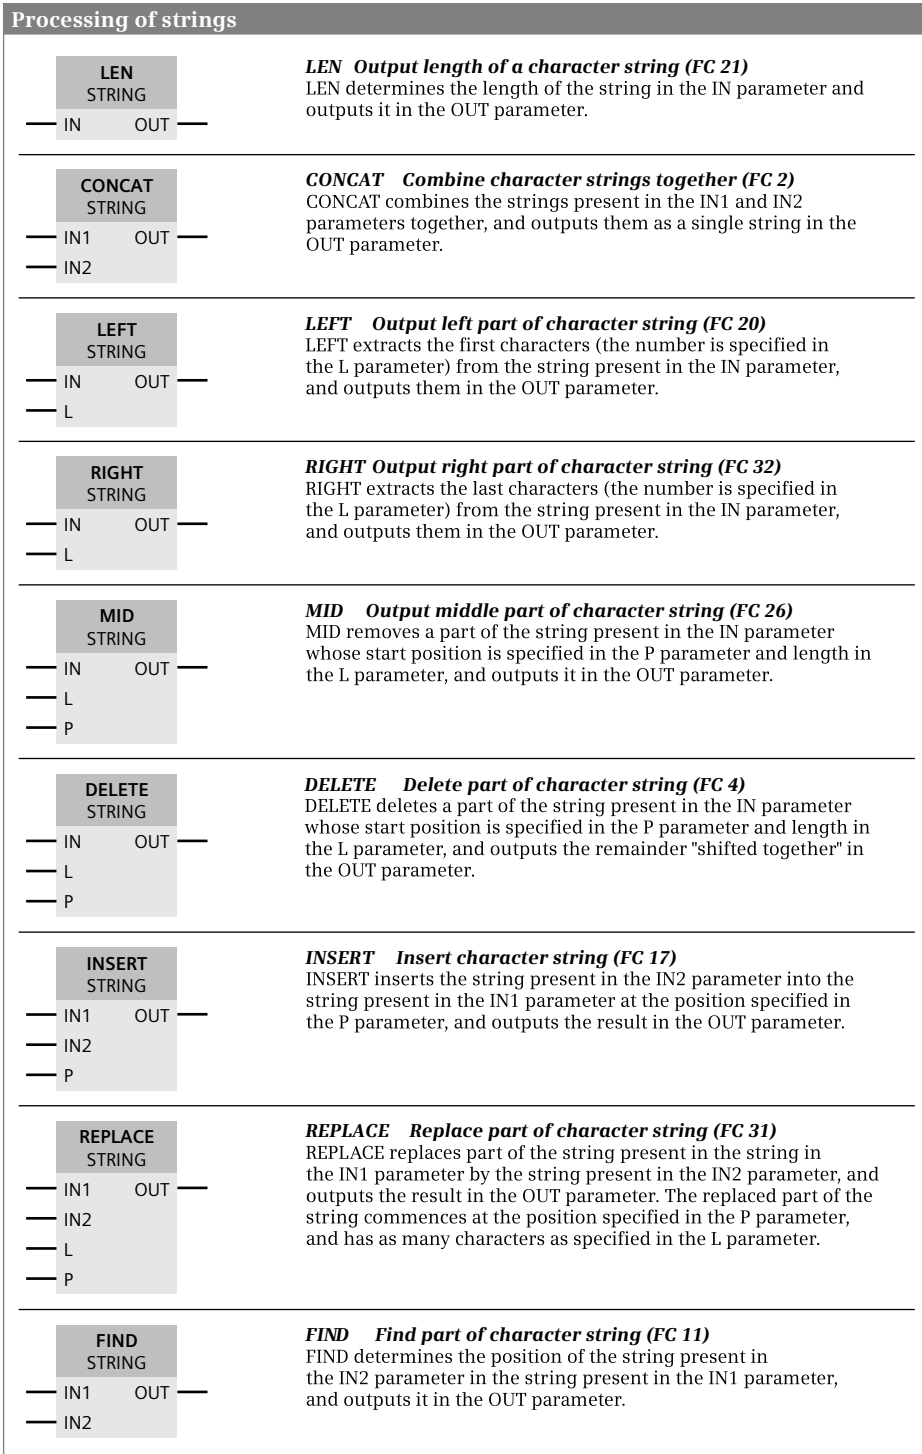 Processing of strings
LEN
STRING
IN OUT
LEN Output length of a character string (FC 21)
LEN determines the length of the string in the IN parameter and
outputs it in the OUT parameter.
CONCAT
STRING
IN1 OUT
IN2
CONCAT Combine character strings together (FC 2)
CONCAT combines the strings present in the IN1 and IN2
parameters together, and outputs them as a single string in the
OUT parameter.
LEFT
STRING
IN OUT
L
LEFT Output left part of character string (FC 20)
LEFT extracts the first characters (the number is specified in
the L parameter) from the string present in the IN parameter,
and outputs them in the OUT parameter.
RIGHT
STRING
IN OUT
L
RIGHT Output right part of character string (FC 32)
RIGHT extracts the last characters (the number is specified in
the L parameter) from the string present in the IN parameter,
and outputs them in the OUT parameter.
MID
STRING
IN OUT
L
P
MID Output middle part of character string (FC 26)
MID removes a part of the string present in the IN parameter
whose start position is specified in the P parameter and length in
the L parameter, and outputs it in the OUT parameter.
DELETE
STRING
IN OUT
L
P
DELETE Delete part of character string (FC 4)
DELETE deletes a part of the string present in the IN parameter
whose start position is specified in the P parameter and length in
the L parameter, and outputs the remainder "shifted together" in
the OUT parameter.
INSERT
STRING
IN1 OUT
IN2
P
INSERT Insert character string (FC 17)
INSERT inserts the string present in the IN2 parameter into the
string present in the IN1 parameter at the position specified in
the P parameter, and outputs the result in the OUT parameter.
REPLACE
STRING
IN1 OUT
IN2
L
P
REPLACE Replace part of character string (FC 31)
REPLACE replaces part of the string present in the string in
the IN1 parameter by the string present in the IN2 parameter, and
outputs the result in the OUT parameter. The replaced part of the
string commences at the position specified in the P parameter,
and has as many characters as specified in the L parameter.
FIND
STRING
IN1 OUT
IN2
FIND Find part of character string (FC 11)
FIND determines the position of the string present in
the IN2 parameter in the string present in the IN1 parameter,
and outputs it in the OUT parameter.